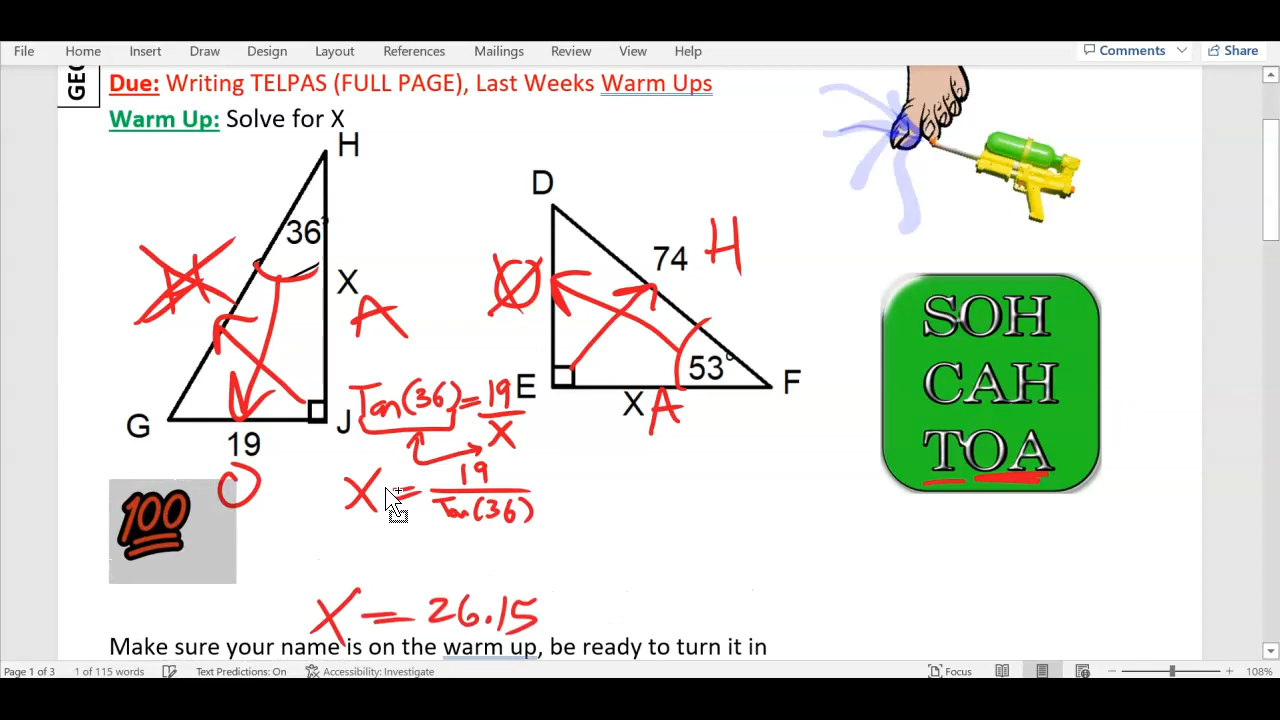 File Home Insert Draw Design Layout References Mailings Review View Help Comments Share
GEO
Due: Writing TELPAS (FULL PAGE), Last Weeks Warm Ups
Warm Up: Solve for X
H
36°
X
A
H
G
19
O
J
Tan(36) = 19/X
X = 19/Tan(36)
X = 26.15
D
74 H
O
E
X A
53°
F
SOH
CAH
TOA
100
Make sure your name is on the warm up, be ready to turn it in
Page 1 of 3 1 of 115 words Text Predictions: On Accessibility: Investigate Focus 108%